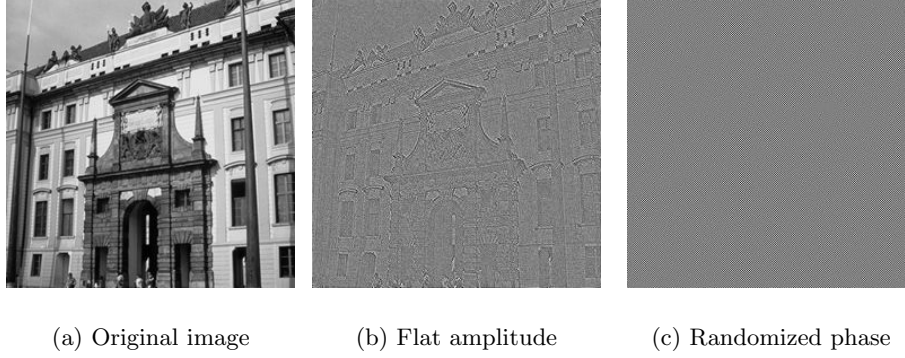 (a) Original image
(b) Flat amplitude
(c) Randomized phase